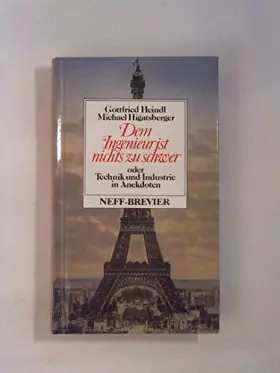 Gottfried Heindl
Michael Higatsberger
Dem
Ingenieur ist
nichts zu schwer
oder
Technik und Industrie
in Anekdoten
NEFF-BREVIER